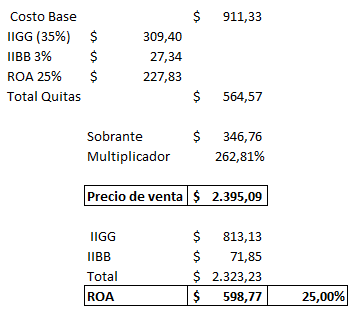 Costo Base $ 911,33
IIGG (35%) $ 309,40
IIBB 3% $ 27,34
ROA 25% $ 227,83
Total Quitas $ 564,57
Sobrante $ 346,76
Multiplicador 262,81%
Precio de venta $ 2.395,09
IIGG $ 813,13
IIBB $ 71,85
Total $ 2.323,23
ROA $ 598,77 25,00%